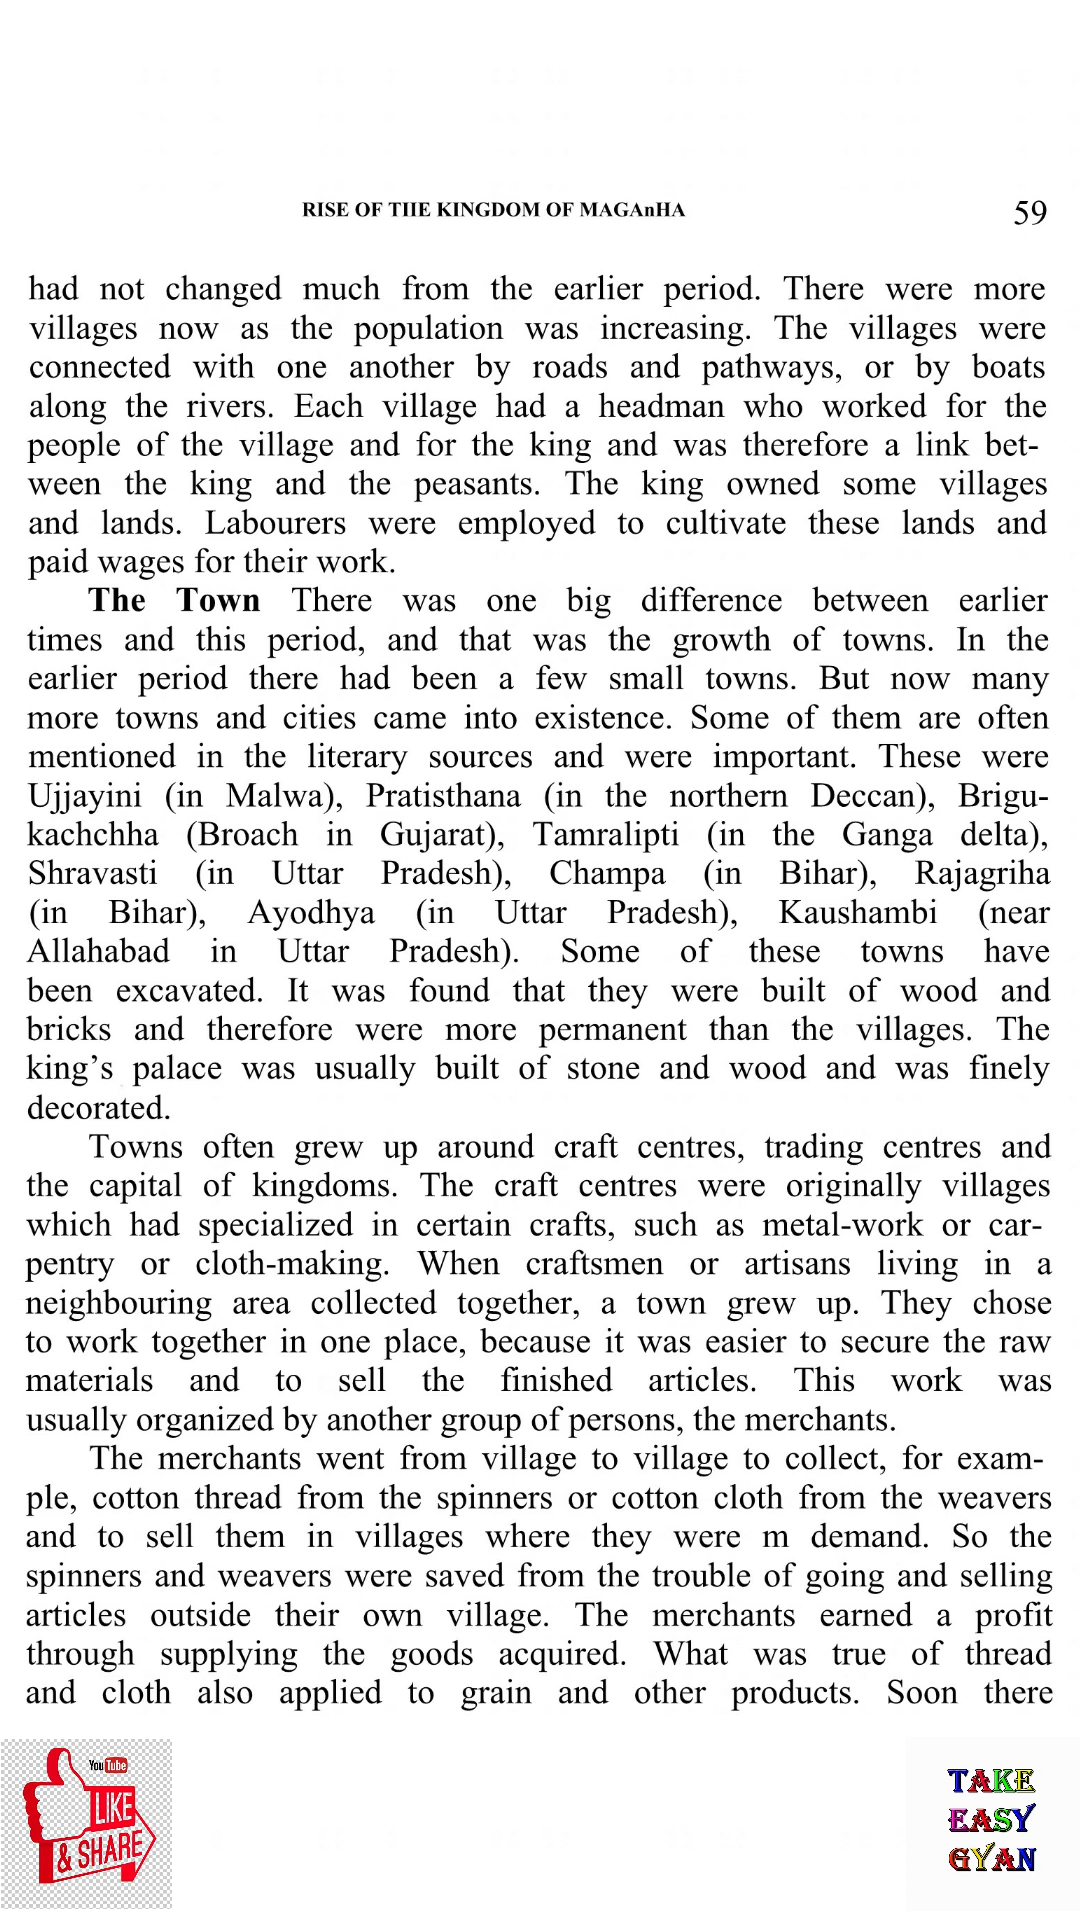 RISE OF TIIE KINGDOM OF MAGAnHA 59
had not changed much from the earlier period. There were more
villages now as the population was increasing. The villages were
connected with one another by roads and pathways, or by boats
along the rivers. Each village had a headman who worked for the
people of the village and for the king and was therefore a link bet-
ween the king and the peasants. The king owned some villages
and lands. Labourers were employed to cultivate these lands and
paid wages for their work.
The Town There was one big difference between earlier
times and this period, and that was the growth of towns. In the
earlier period there had been a few small towns. But now many
more towns and cities came into existence. Some of them are often
mentioned in the literary sources and were important. These were
Ujjayini (in Malwa), Pratisthana (in the northern Deccan), Brigu-
kachchha (Broach in Gujarat), Tamralipti (in the Ganga delta),
Shravasti (in Uttar Pradesh), Champa (in Bihar), Rajagriha
(in Bihar), Ayodhya (in Uttar Pradesh), Kaushambi (near
Allahabad in Uttar Pradesh). Some of these towns have
been excavated. It was found that they were built of wood and
bricks and therefore were more permanent than the villages. The
king’s palace was usually built of stone and wood and was finely
decorated.
Towns often grew up around craft centres, trading centres and
the capital of kingdoms. The craft centres were originally villages
which had specialized in certain crafts, such as metal-work or car-
pentry or cloth-making. When craftsmen or artisans living in a
neighbouring area collected together, a town grew up. They chose
to work together in one place, because it was easier to secure the raw
materials and to sell the finished articles. This work was
usually organized by another group of persons, the merchants.
The merchants went from village to village to collect, for exam-
ple, cotton thread from the spinners or cotton cloth from the weavers
and to sell them in villages where they were m demand. So the
spinners and weavers were saved from the trouble of going and selling
articles outside their own village. The merchants earned a profit
through supplying the goods acquired. What was true of thread
and cloth also applied to grain and other products. Soon there
YouTube
LIKE
& SHARE
TAKE
EASY
GYAN